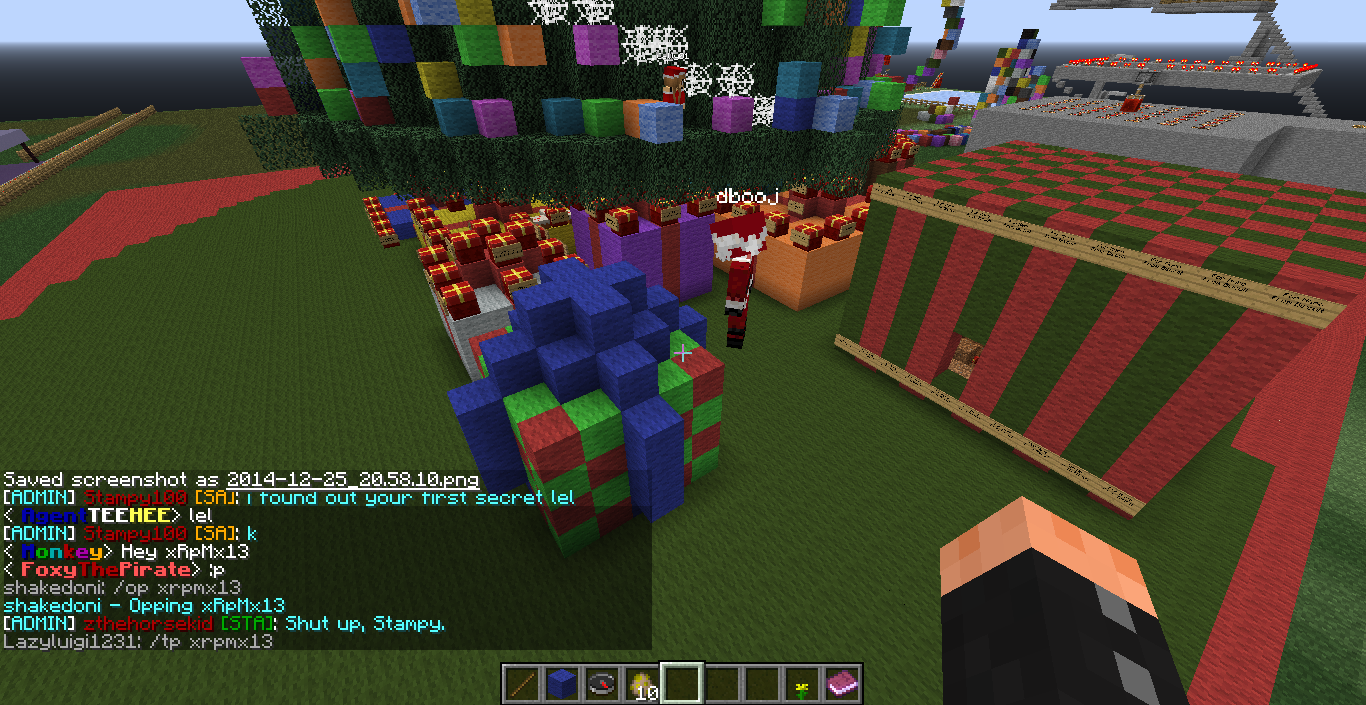 dbooj
Saved screenshot as 2014-12-25_20.58.10.png
[ADMIN] Stampy100 [SA]: i found out your first secret lel
< AgentTEEHEE> lel
[ADMIN] Stampy100 [SA]: k
< Monkey> Hey xRpMx13
< FoxyThePirate> :p
shakedoni: /op xrpmx13
shakedoni - Opping xRpMx13
[ADMIN] zthehorsekid [STA]: Shut up, Stampy.
Lazyluigi1231: /tp xrpmx13
10